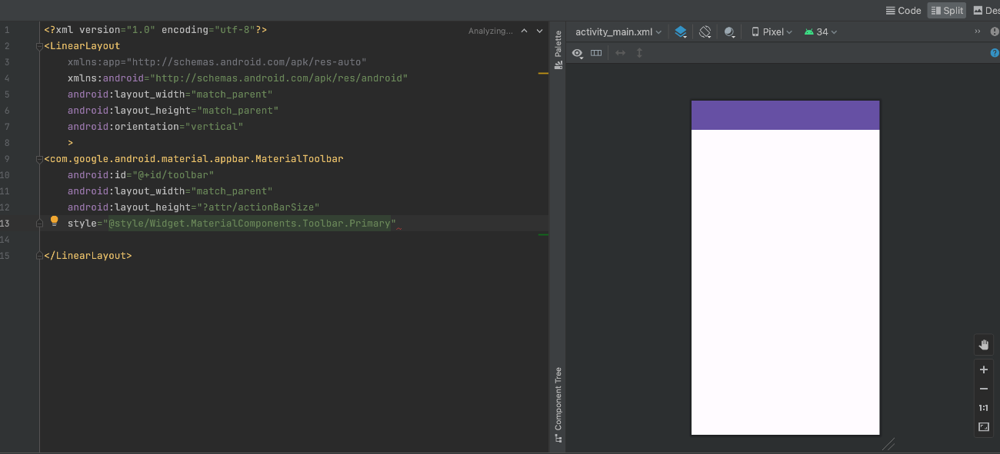 Code Split Des
1 <?xml version="1.0" encoding="utf-8"?> Analyzing...
2 <LinearLayout
3 xmlns:app="http://schemas.android.com/apk/res-auto"
4 xmlns:android="http://schemas.android.com/apk/res/android"
5 android:layout_width="match_parent"
6 android:layout_height="match_parent"
7 android:orientation="vertical"
8 >
9 <com.google.android.material.appbar.MaterialToolbar
10 android:id="@+id/toolbar"
11 android:layout_width="match_parent"
12 android:layout_height="?attr/actionBarSize"
13 style="@style/Widget.MaterialComponents.Toolbar.Primary"
14
15 </LinearLayout>
Palette
Component Tree
activity_main.xml Pixel 34 »
?
1:1